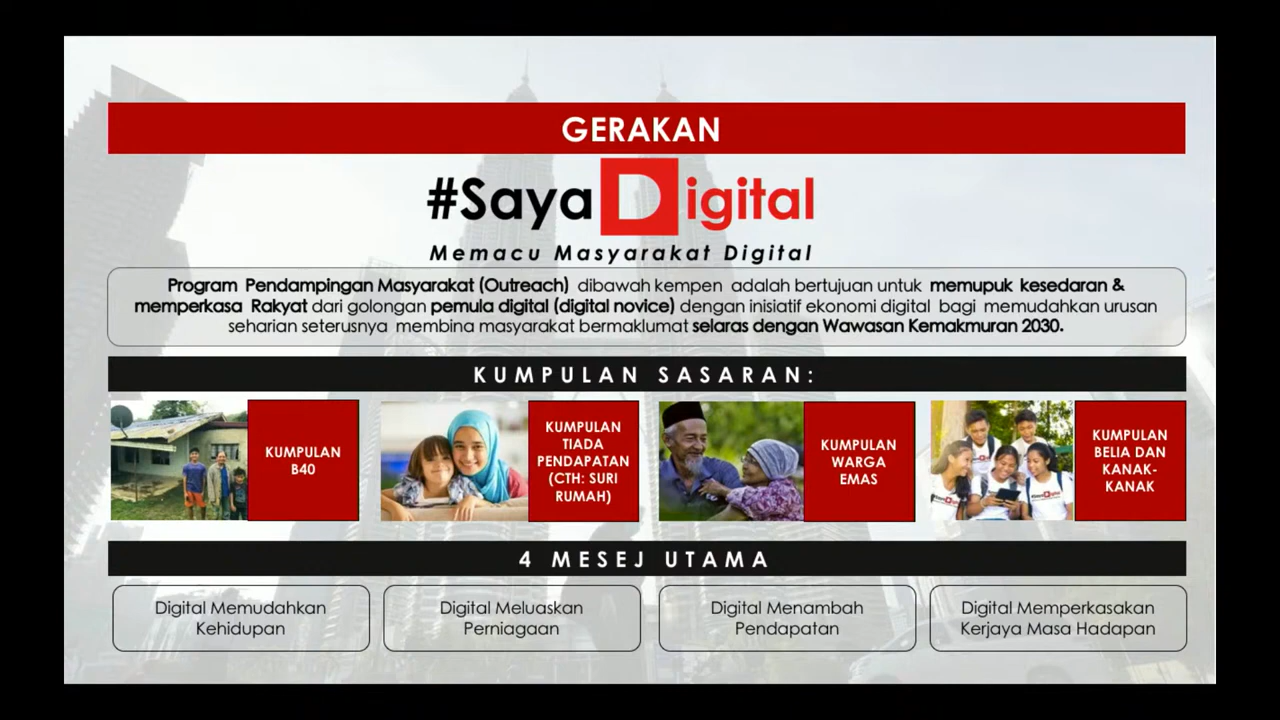 GERAKAN
#SayaDigital
Memacu Masyarakat Digital
Program Pendampingan Masyarakat (Outreach) dibawah kempen adalah bertujuan untuk memupuk kesedaran &
memperkasa Rakyat dari golongan pemula digital (digital novice) dengan inisiatif ekonomi digital bagi memudahkan urusan
seharian seterusnya membina masyarakat bermaklumat selaras dengan Wawasan Kemakmuran 2030.
KUMPULAN SASARAN:
KUMPULAN
B40
KUMPULAN
TIADA
PENDAPATAN
(CTH: SURI
RUMAH)
KUMPULAN
WARGA
EMAS
KUMPULAN
BELIA DAN
KANAK-
KANAK
4 MESEJ UTAMA
Digital Memudahkan
Kehidupan
Digital Meluaskan
Perniagaan
Digital Menambah
Pendapatan
Digital Memperkasakan
Kerjaya Masa Hadapan